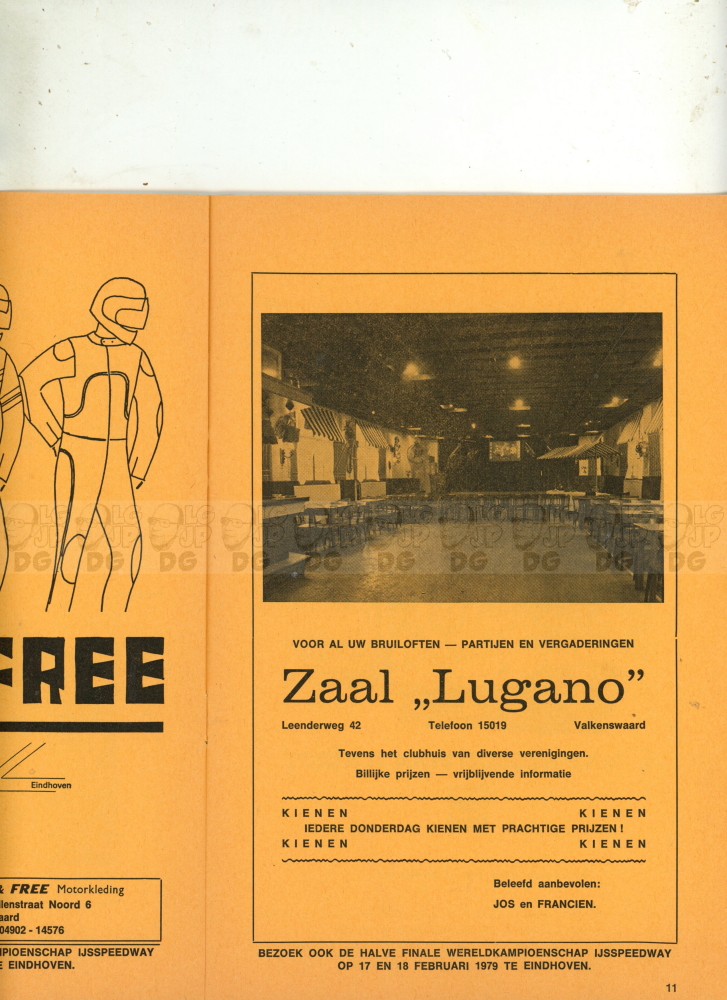 FREE
Eindhoven
& FREE Motorkleding
llenstraat Noord 6
aard
04902 - 14576
MPIOENSCHAP IJSSPEEDWAY
E EINDHOVEN.
VOOR AL UW BRUILOFTEN — PARTIJEN EN VERGADERINGEN
Zaal „Lugano”
Leenderweg 42 Telefoon 15019 Valkenswaard
Tevens het clubhuis van diverse verenigingen.
Billijke prijzen — vrijblijvende informatie
KIENEN KIENEN
IEDERE DONDERDAG KIENEN MET PRACHTIGE PRIJZEN!
KIENEN KIENEN
Beleefd aanbevolen:
JOS en FRANCIEN.
BEZOEK OOK DE HALVE FINALE WERELDKAMPIOENSCHAP IJSSPEEDWAY
OP 17 EN 18 FEBRUARI 1979 TE EINDHOVEN.
11